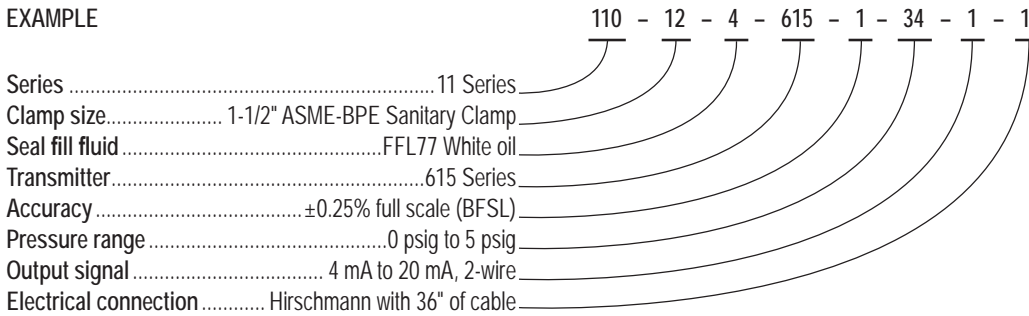 EXAMPLE 110 – 12 – 4 – 615 – 1 – 34 – 1 – 1
Series ........ 11 Series
Clamp size ........ 1-1/2" ASME-BPE Sanitary Clamp
Seal fill fluid ........ FFL77 White oil
Transmitter ........ 615 Series
Accuracy ........ ±0.25% full scale (BFSL)
Pressure range ........ 0 psig to 5 psig
Output signal ........ 4 mA to 20 mA, 2-wire
Electrical connection ........ Hirschmann with 36" of cable